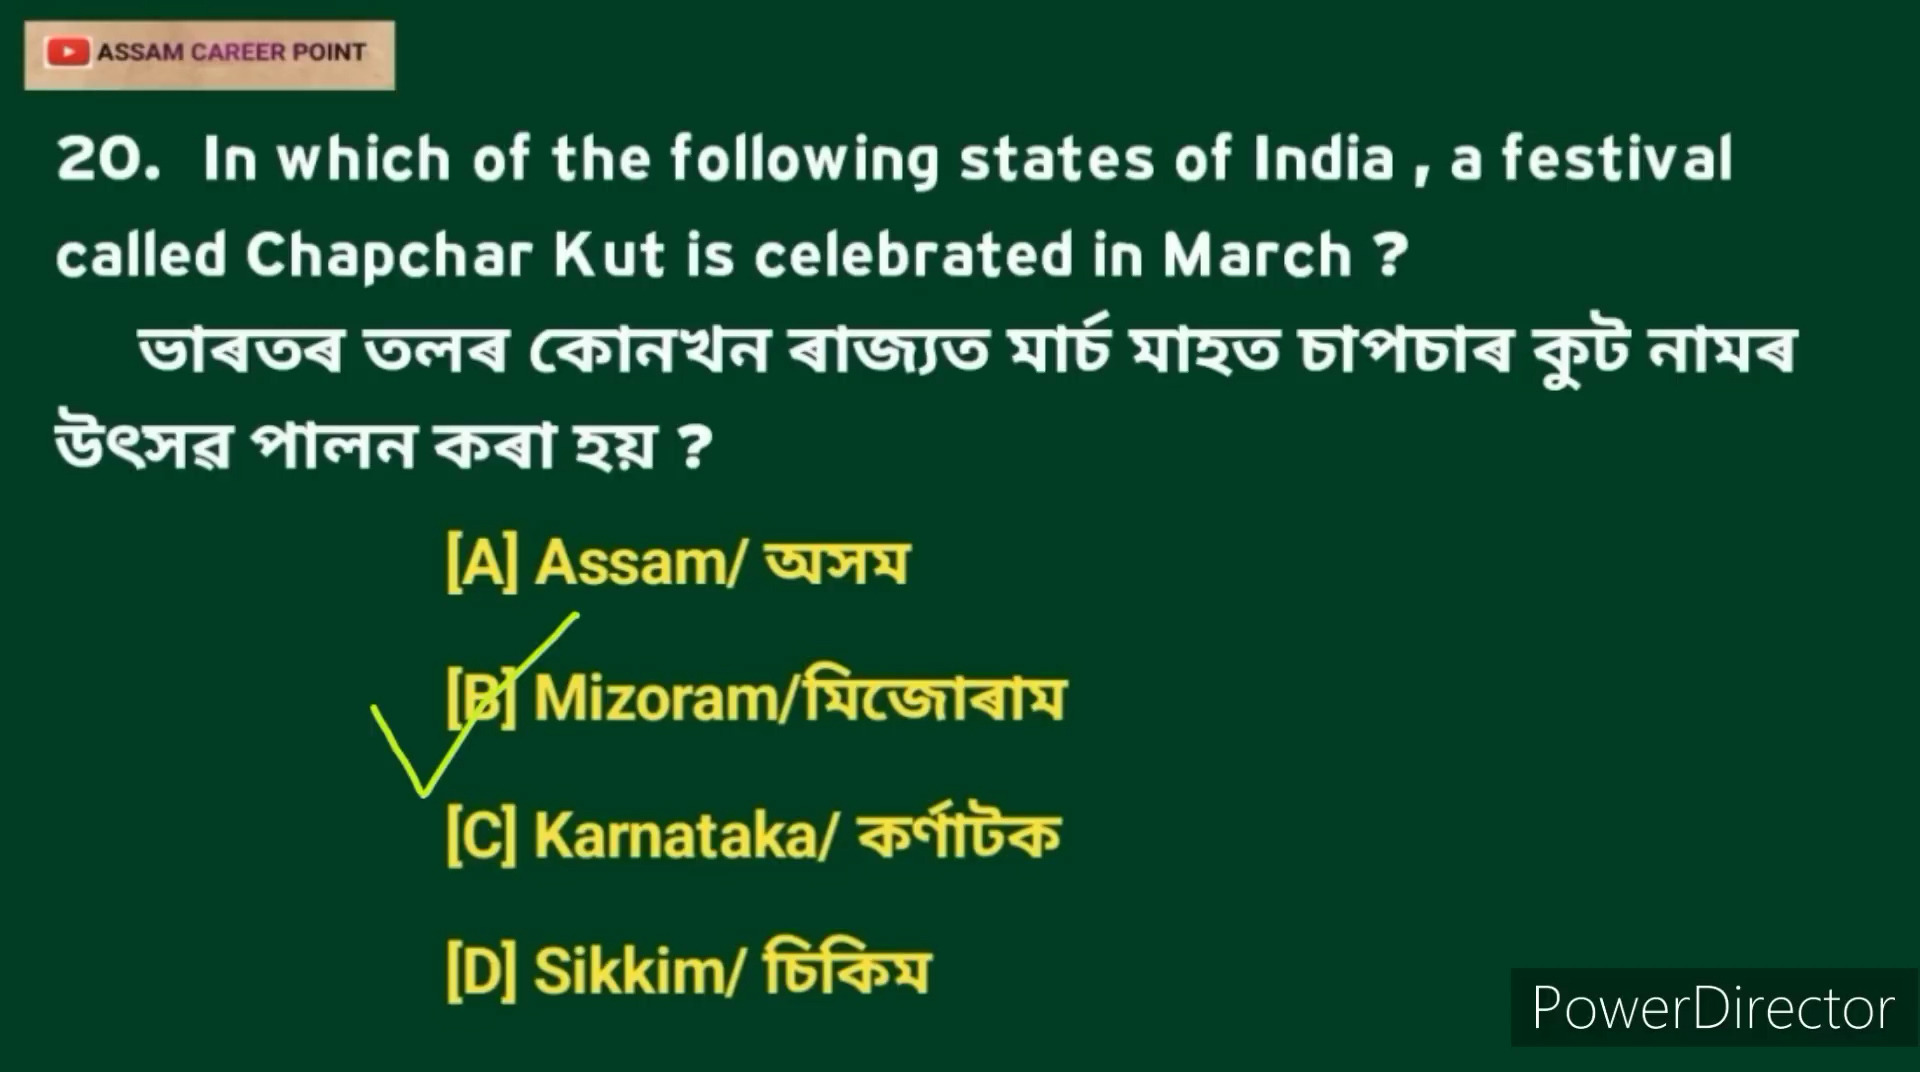 ASSAM CAREER POINT
20. In which of the following states of India , a festival
called Chapchar Kut is celebrated in March ?
ভাৰতৰ তলৰ কোনখন ৰাজ্যত মাৰ্চ মাহত চাপচাৰ কুট নামৰ
উৎসৱ পালন কৰা হয় ?
[A] Assam/ অসম
[B] Mizoram/মিজোৰাম
[C] Karnataka/ কৰ্ণাটক
[D] Sikkim/ চিকিম
PowerDirector